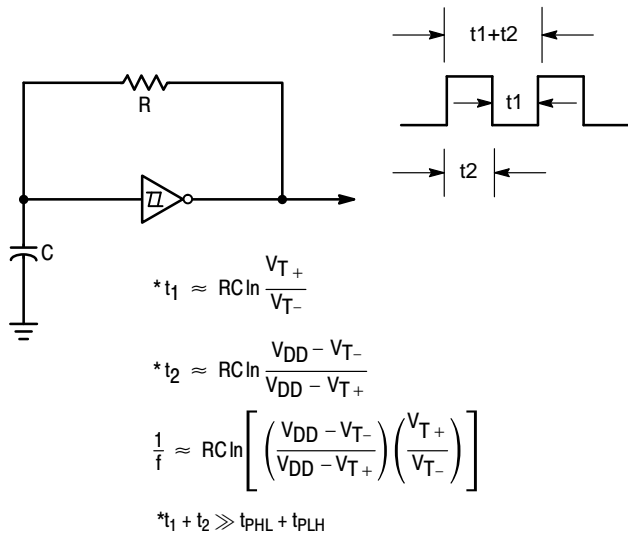 t1+t2
R
t1
t2
C
*t1 ≈ RC ln VT+ / VT–
*t2 ≈ RC ln VDD – VT– / VDD – VT+
1/f ≈ RC ln [ ( VDD – VT– / VDD – VT+ ) ( VT+ / VT– ) ]
*t1 + t2 ≫ tPHL + tPLH